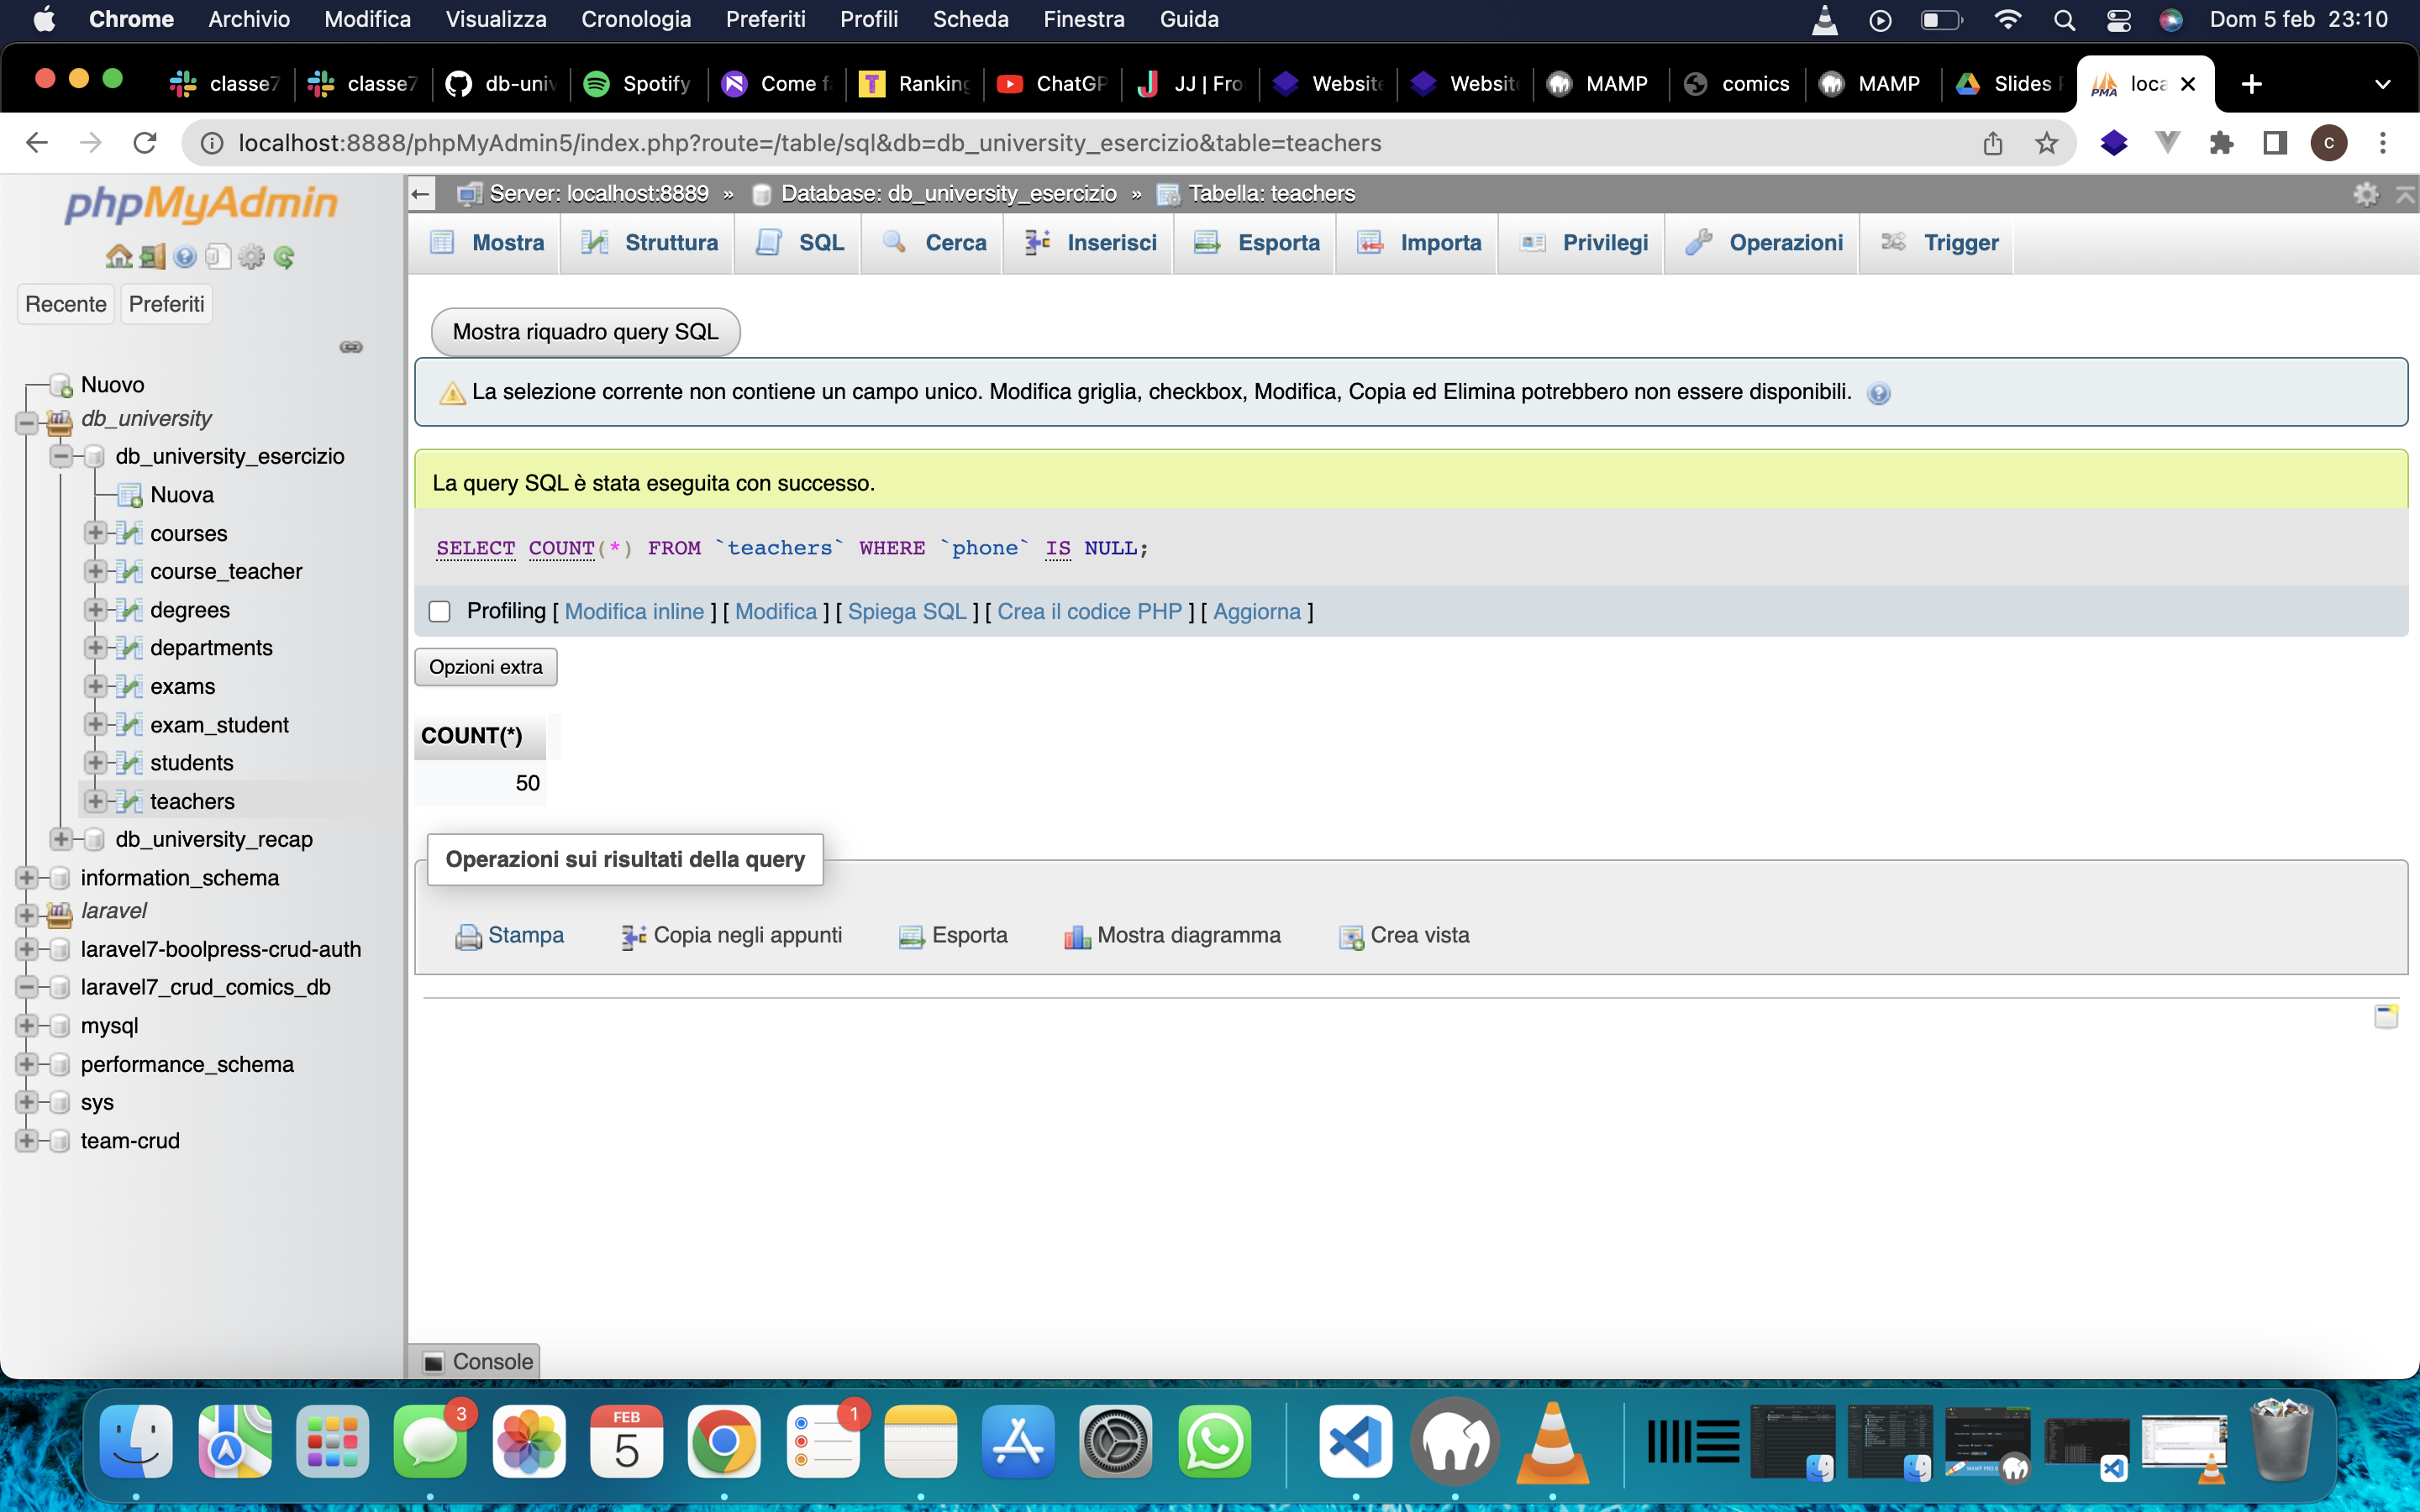 Chrome Archivio Modifica Visualizza Cronologia Preferiti Profili Scheda Finestra Guida Dom 5 feb 23:10
classe7 classe7 db-univ Spotify Come f Ranking ChatGP JJ | Fro Website Website MAMP comics MAMP Slides loca
localhost:8888/phpMyAdmin5/index.php?route=/table/sql&db=db_university_esercizio&table=teachers
c
phpMyAdmin
Recente Preferiti
Nuovo
db_university
db_university_esercizio
Nuova
courses
course_teacher
degrees
departments
exams
exam_student
students
teachers
db_university_recap
information_schema
laravel
laravel7-boolpress-crud-auth
laravel7_crud_comics_db
mysql
performance_schema
sys
team-crud
Server: localhost:8889 » Database: db_university_esercizio » Tabella: teachers
Mostra Struttura SQL Cerca Inserisci Esporta Importa Privilegi Operazioni Trigger
Mostra riquadro query SQL
La selezione corrente non contiene un campo unico. Modifica griglia, checkbox, Modifica, Copia ed Elimina potrebbero non essere disponibili.
La query SQL è stata eseguita con successo.
SELECT COUNT(*) FROM `teachers` WHERE `phone` IS NULL;
Profiling [ Modifica inline ] [ Modifica ] [ Spiega SQL ] [ Crea il codice PHP ] [ Aggiorna ]
Opzioni extra
COUNT(*)
50
Operazioni sui risultati della query
Stampa Copia negli appunti Esporta Mostra diagramma Crea vista
Console
3
FEB
5
1